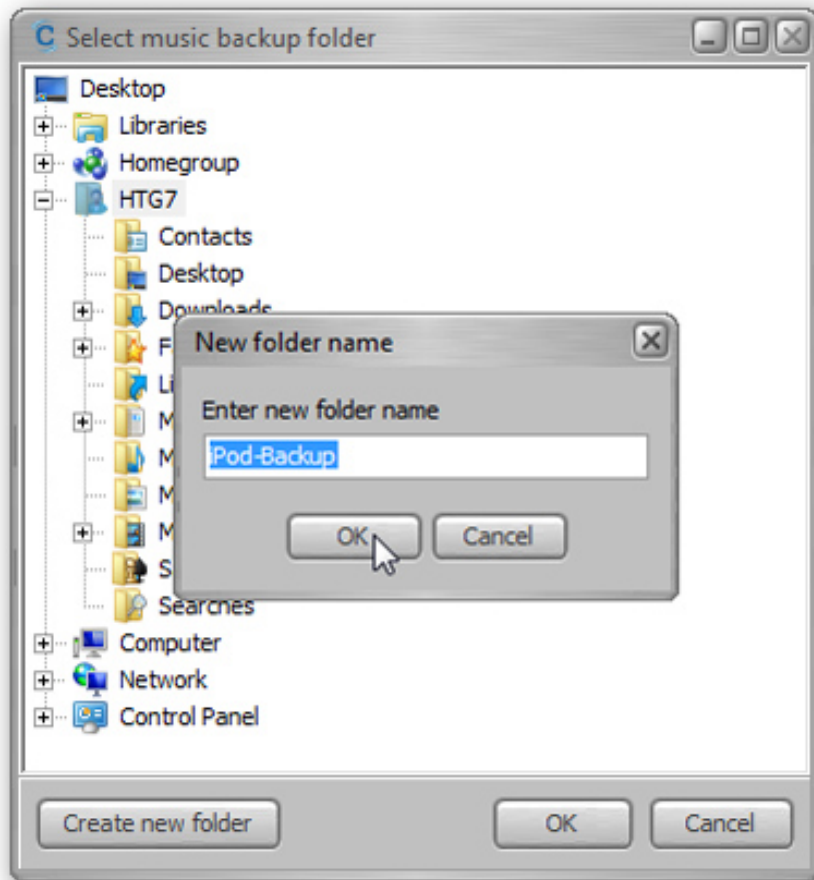 Select music backup folder
Desktop
Libraries
Homegroup
HTG7
Contacts
Desktop
Downloads
New folder name
Enter new folder name
iPod-Backup
OK Cancel
Searches
Computer
Network
Control Panel
Create new folder OK Cancel